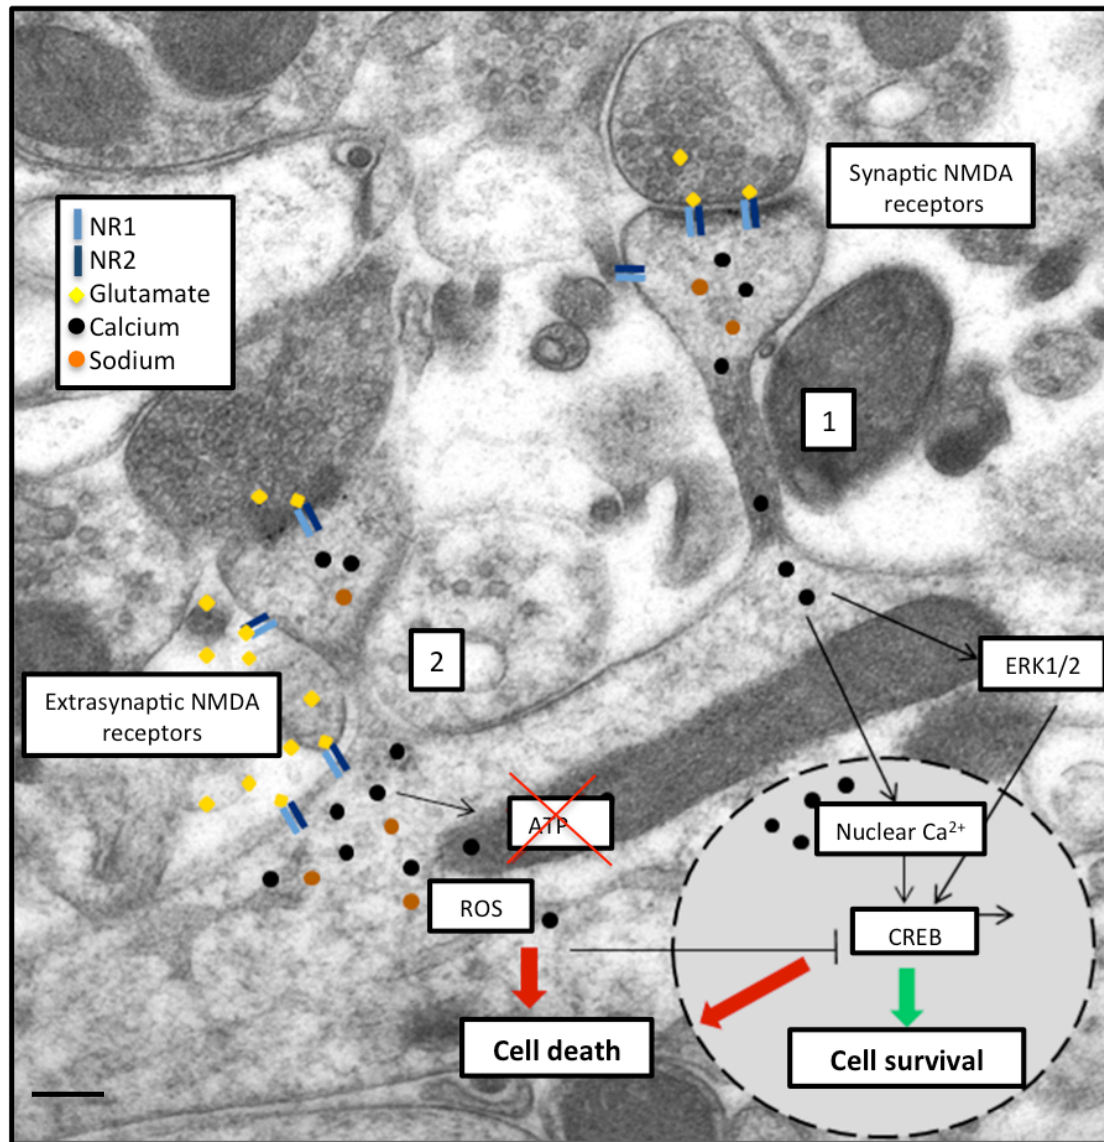 Synaptic NMDA
receptors
NR1
NR2
Glutamate
Calcium
Sodium
1
2
ERK1/2
Extrasynaptic NMDA
receptors
ATP
Nuclear Ca²⁺
ROS
CREB
Cell death
Cell survival